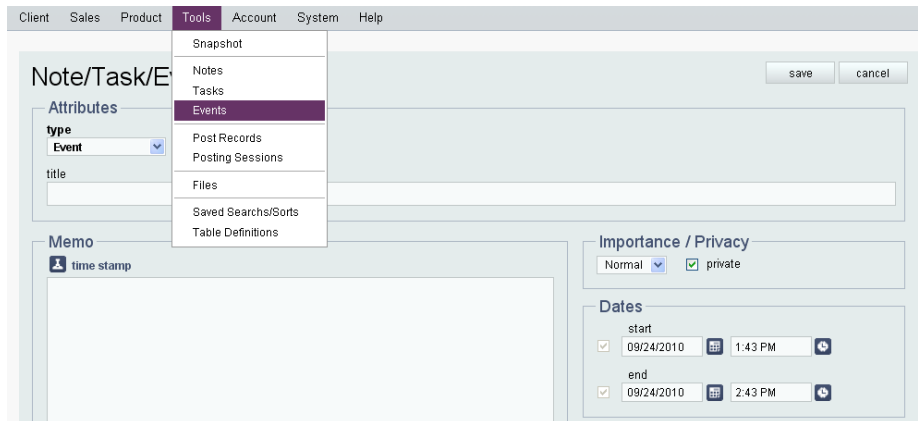 Client Sales Product Tools Account System Help
Snapshot
Notes
Tasks
Events
Post Records
Posting Sessions
Files
Saved Searchs/Sorts
Table Definitions
Note/Task/E
save cancel
Attributes
type
Event
title
Memo
time stamp
Importance / Privacy
Normal private
Dates
start
09/24/2010 1:43 PM
end
09/24/2010 2:43 PM